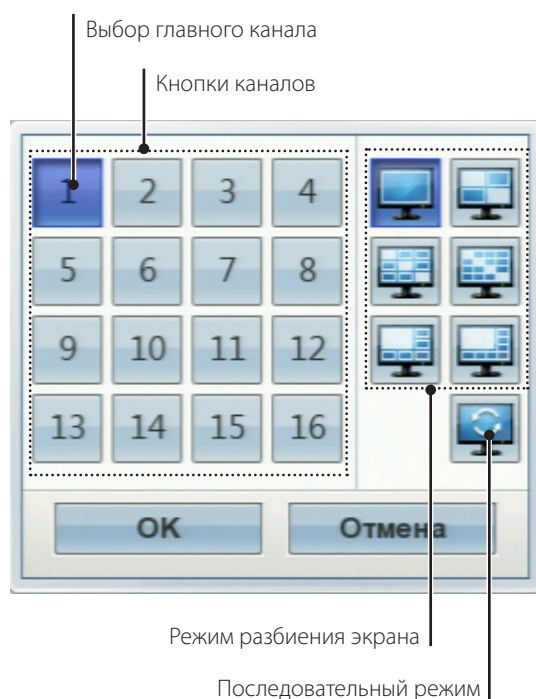 Выбор главного канала
Кнопки каналов
1 2 3 4
5 6 7 8
9 10 11 12
13 14 15 16
OK Отмена
Режим разбиения экрана
Последовательный режим